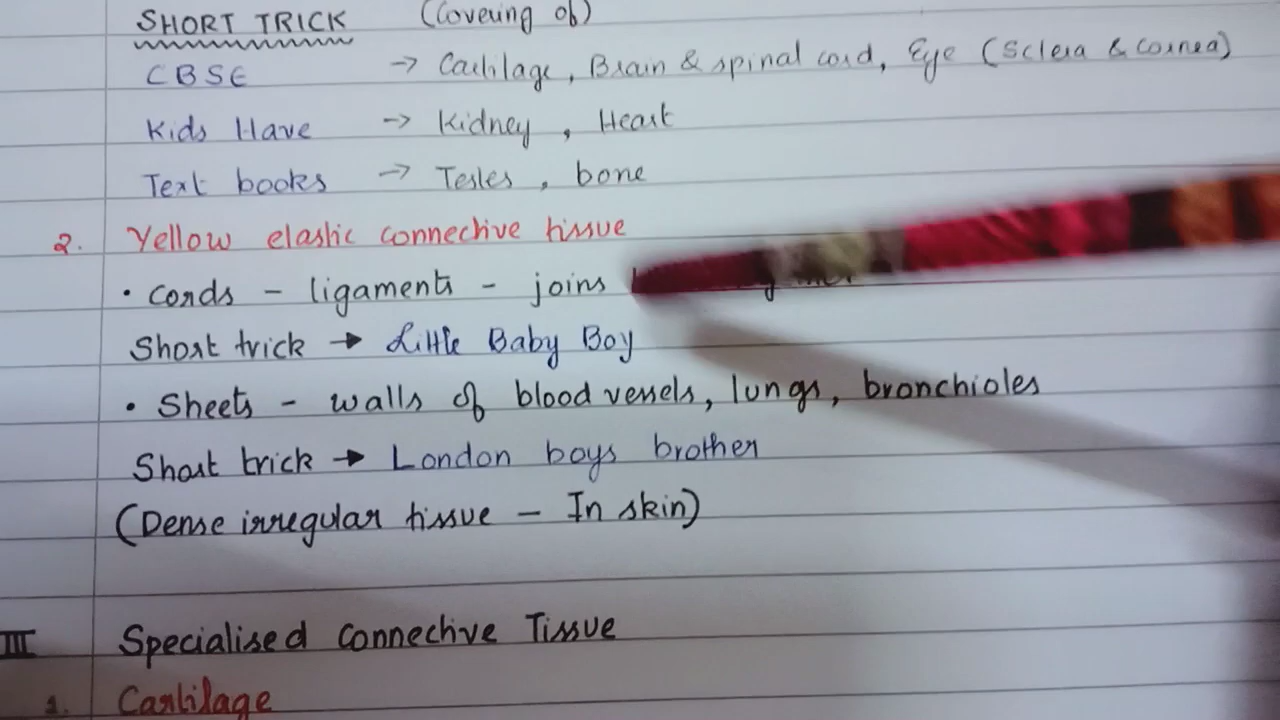 SHORT TRICK (Covering of)
CBSE → Cartilage, Brain & spinal cord, Eye (Sclera & Cornea)
Kids Have → Kidney, Heart
Text books → Testes, bone
2. Yellow elastic connective tissue
• Cords - ligaments - joins
Short trick → Little Baby Boy
• Sheets - walls of blood vessels, lungs, bronchioles
Short trick → London boys brother
(Dense irregular tissue - In skin)
III Specialised Connective Tissue
1. Cartilage